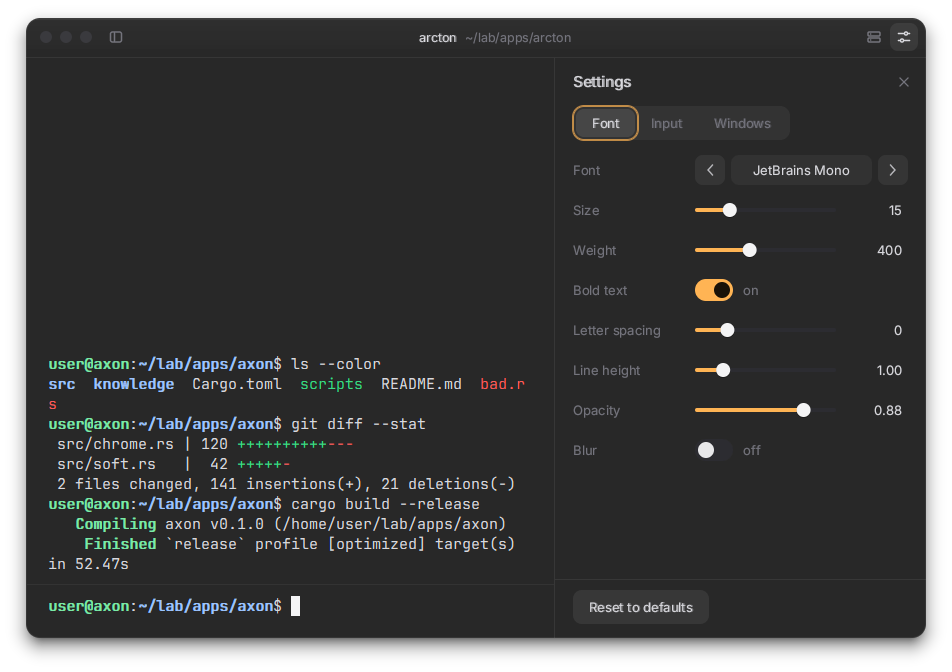 arcton ~/lab/apps/arcton
Settings
Font Input Windows
Font JetBrains Mono
Size 15
Weight 400
Bold text on
Letter spacing 0
Line height 1.00
Opacity 0.88
Blur off
Reset to defaults
user@axon:~/lab/apps/axon$ ls --color
src  knowledge  Cargo.toml  scripts  README.md  bad.r
s
user@axon:~/lab/apps/axon$ git diff --stat
 src/chrome.rs | 120 ++++++++++---
 src/soft.rs   |  42 +++++-
 2 files changed, 141 insertions(+), 21 deletions(-)
user@axon:~/lab/apps/axon$ cargo build --release
   Compiling axon v0.1.0 (/home/user/lab/apps/axon)
    Finished `release` profile [optimized] target(s)
in 52.47s
user@axon:~/lab/apps/axon$